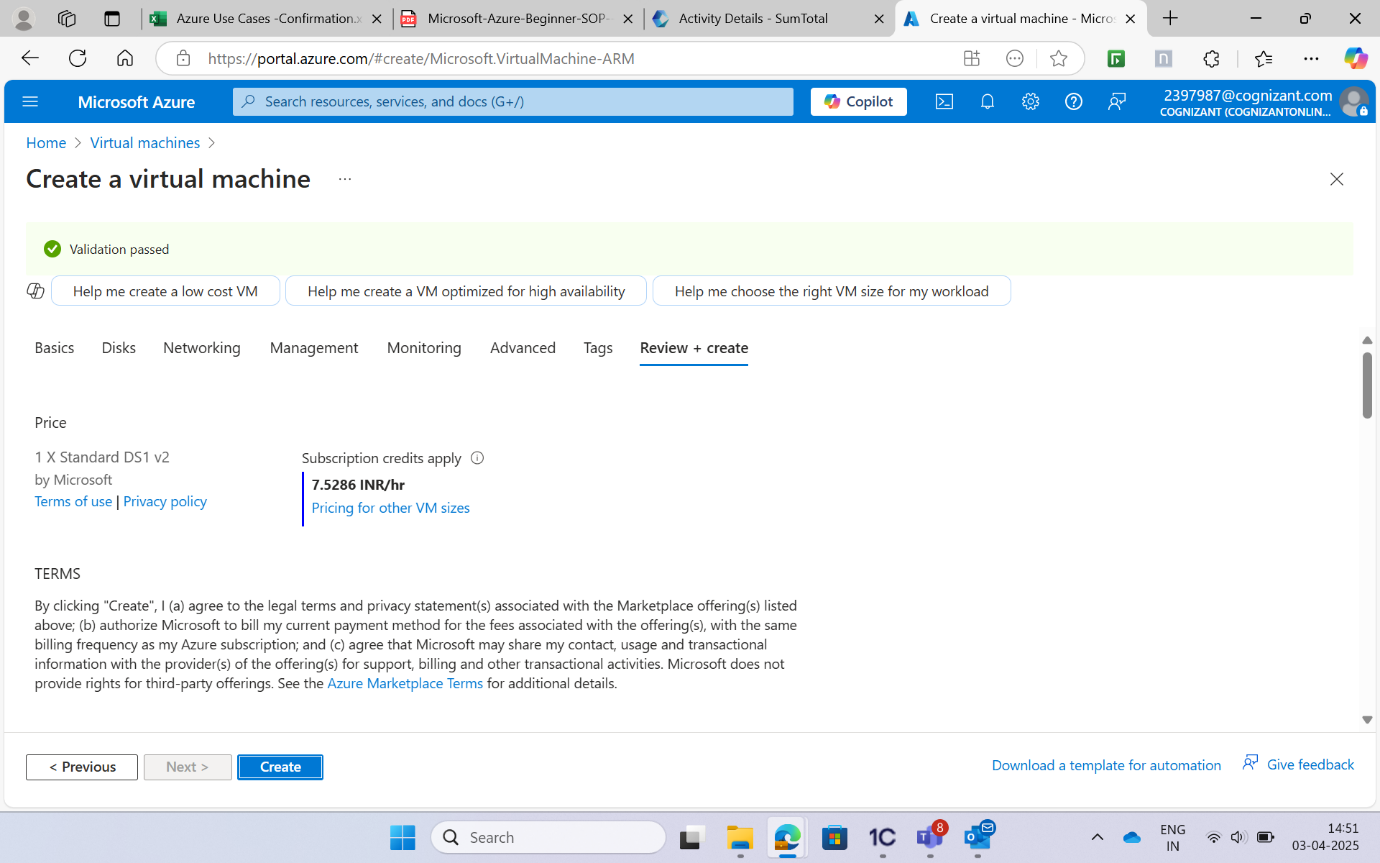 Azure Use Cases -Confirmation.x
Microsoft-Azure-Beginner-SOP-
Activity Details - SumTotal
Create a virtual machine - Micros
https://portal.azure.com/#create/Microsoft.VirtualMachine-ARM
Microsoft Azure
Search resources, services, and docs (G+/)
Copilot
2397987@cognizant.com
COGNIZANT (COGNIZANTONLIN...
Home > Virtual machines >
Create a virtual machine ...
Validation passed
Help me create a low cost VM
Help me create a VM optimized for high availability
Help me choose the right VM size for my workload
Basics Disks Networking Management Monitoring Advanced Tags Review + create
Price
1 X Standard DS1 v2
by Microsoft
Terms of use | Privacy policy
Subscription credits apply
7.5286 INR/hr
Pricing for other VM sizes
TERMS
By clicking "Create", I (a) agree to the legal terms and privacy statement(s) associated with the Marketplace offering(s) listed
above; (b) authorize Microsoft to bill my current payment method for the fees associated with the offering(s), with the same
billing frequency as my Azure subscription; and (c) agree that Microsoft may share my contact, usage and transactional
information with the provider(s) of the offering(s) for support, billing and other transactional activities. Microsoft does not
provide rights for third-party offerings. See the Azure Marketplace Terms for additional details.
< Previous
Next >
Create
Download a template for automation
Give feedback
Search
1C
8
ENG
IN
14:51
03-04-2025